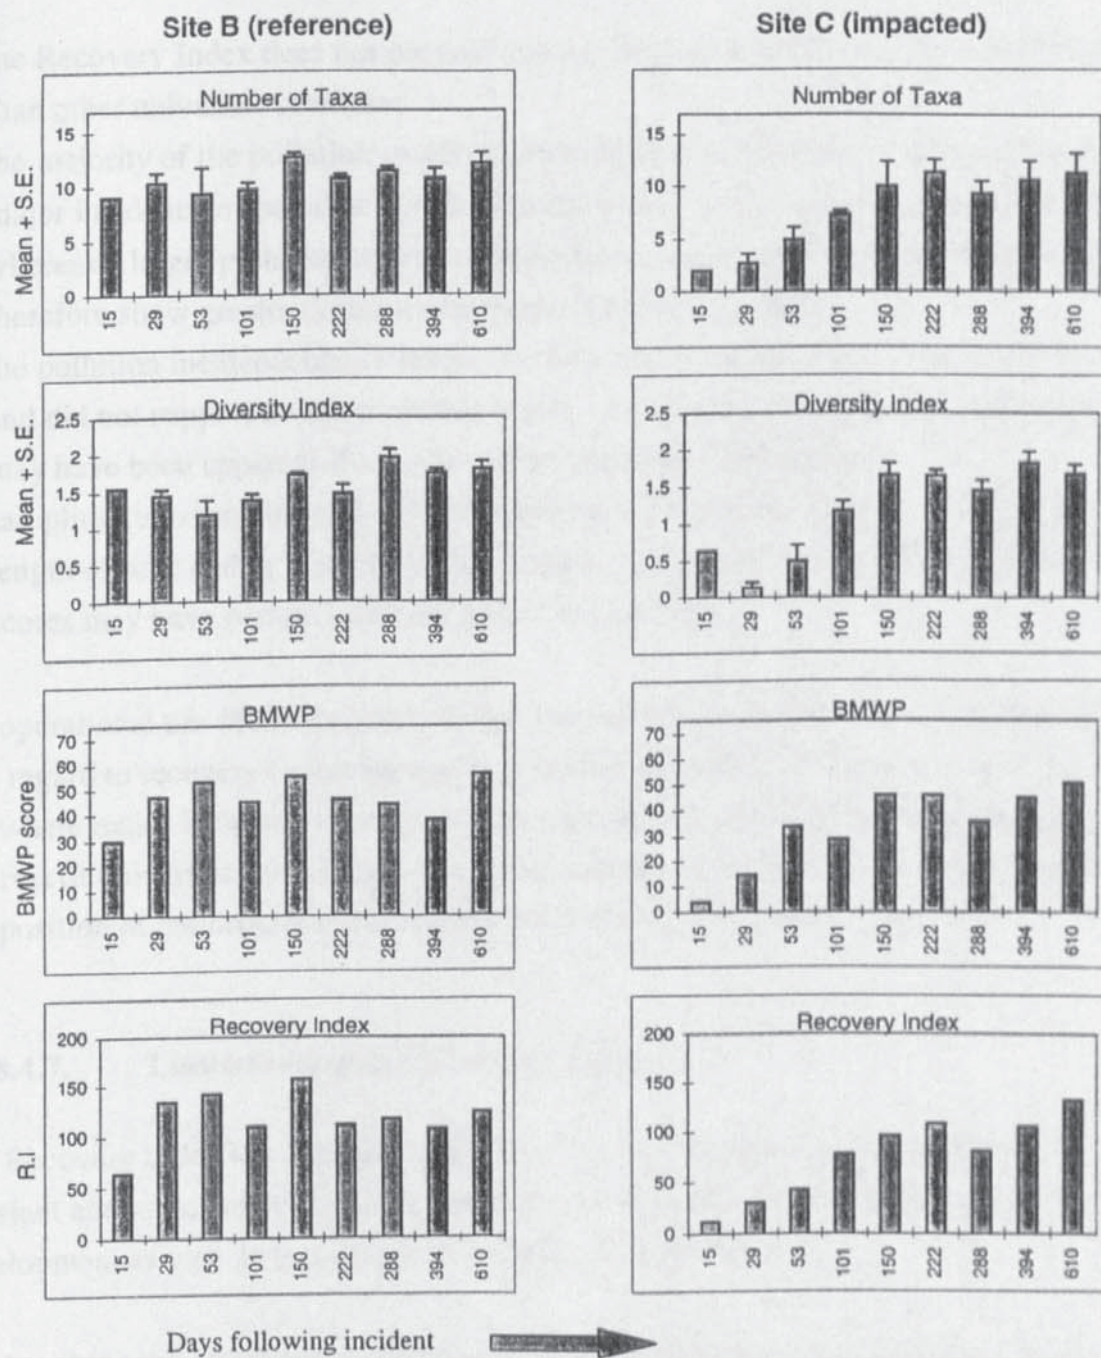 Site B (reference)
Site C (impacted)
Number of Taxa
Mean + S.E.
15
10
5
0
15 29 53 101 150 222 288 394 610
Number of Taxa
15
10
5
0
15 29 53 101 150 222 288 394 610
Diversity Index
Mean + S.E.
2.5
2
1.5
1
0.5
0
15 29 53 101 150 222 288 394 610
Diversity Index
2.5
2
1.5
1
0.5
0
15 29 53 101 150 222 288 394 610
BMWP
BMWP score
70
60
50
40
30
20
10
0
15 29 53 101 150 222 288 394 610
BMWP
70
60
50
40
30
20
10
0
15 29 53 101 150 222 288 394 610
Recovery Index
R.I
200
150
100
50
0
15 29 53 101 150 222 288 394 610
Recovery Index
200
150
100
50
0
15 29 53 101 150 222 288 394 610
Days following incident